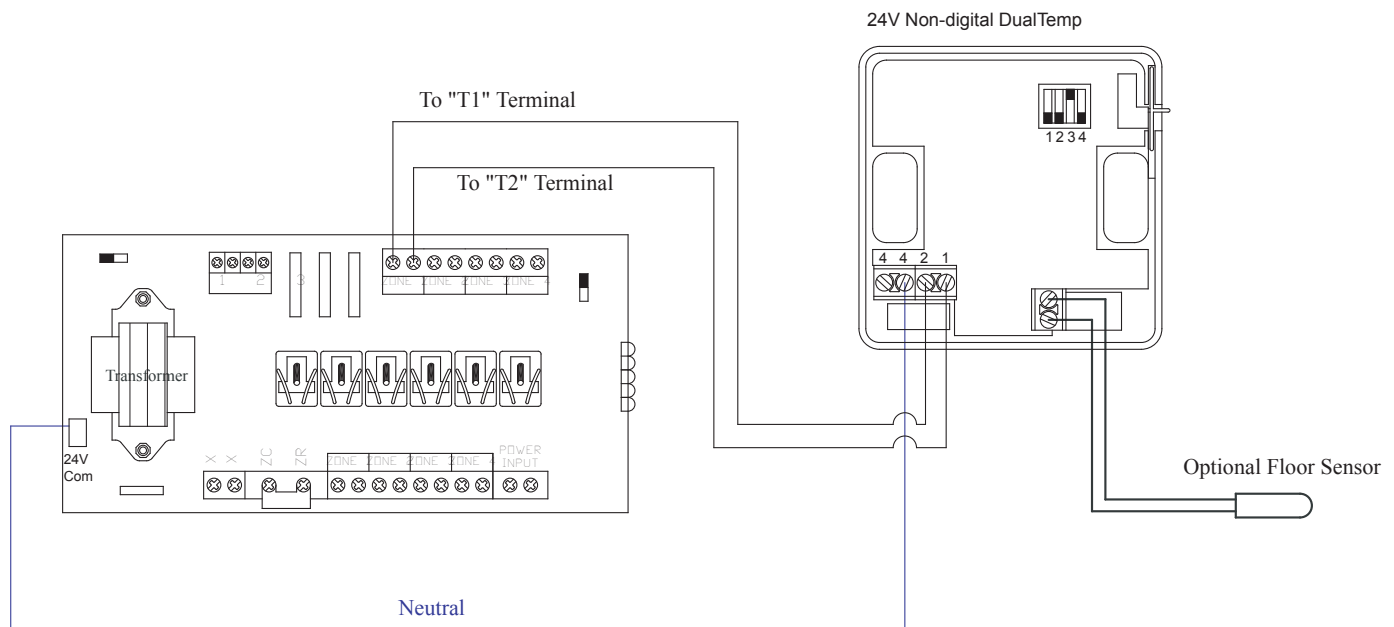 24V Non-digital DualTemp
To "T1" Terminal
1 2 3 4
To "T2" Terminal
4 4 2 1
1 2 3
ZONE ZONE ZONE ZONE 4
Transformer
24V
Com
X X ZC ZR
ZONE ZONE ZONE ZONE 4
POWER
INPUT
Optional Floor Sensor
Neutral